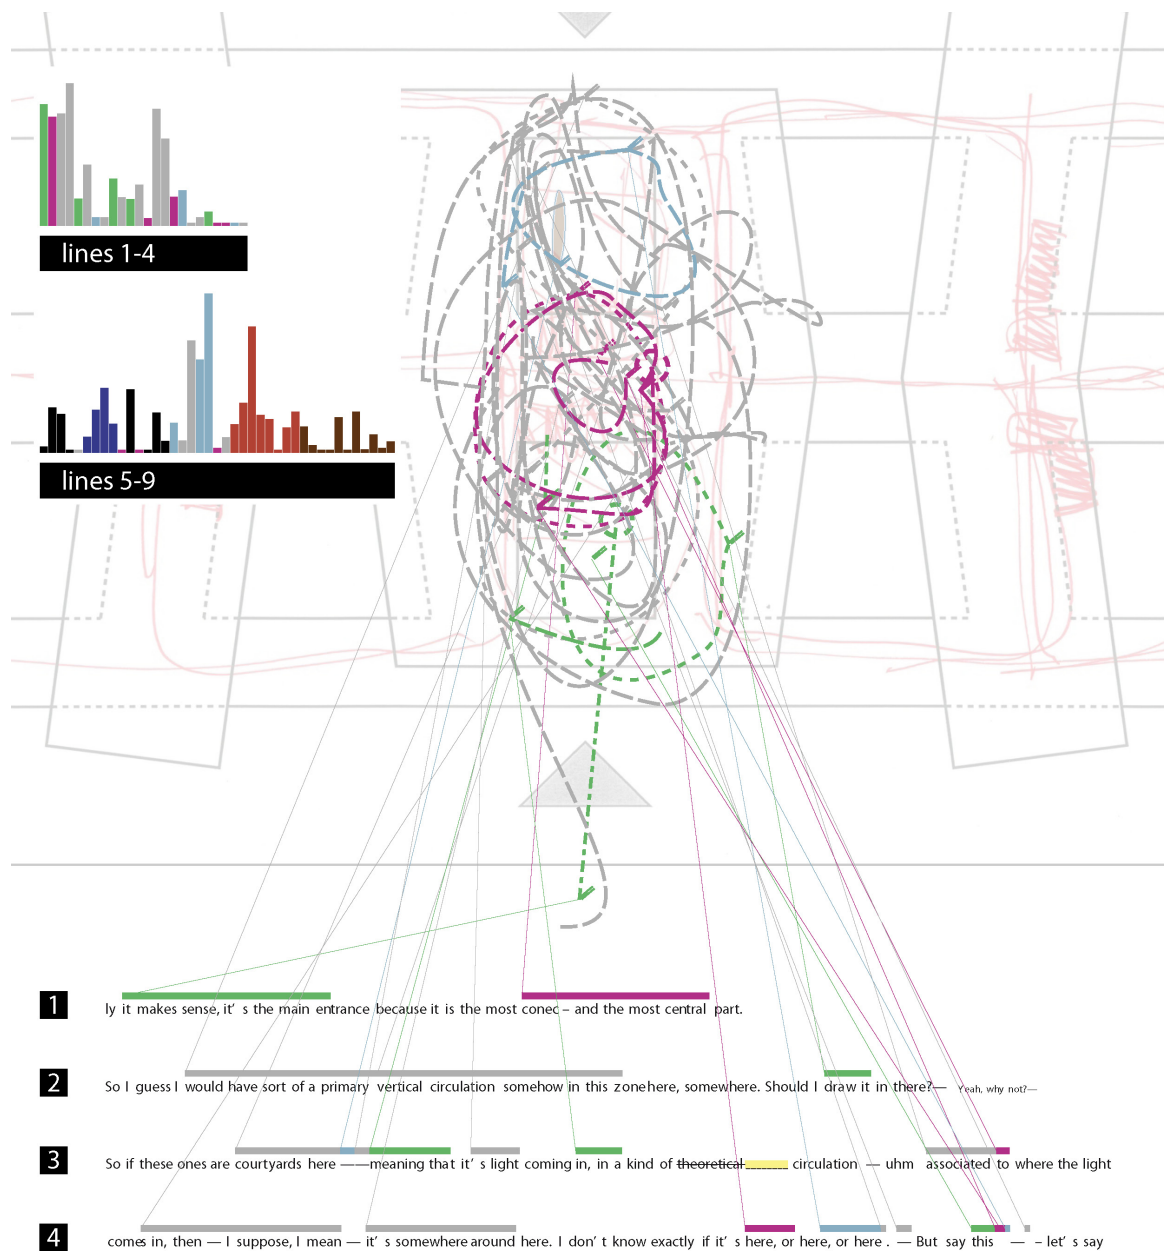 lines 1-4
lines 5-9
1 ly it makes sense, it' s the main entrance because it is the most conec – and the most central part.
2 So I guess I would have sort of a primary vertical circulation somehow in this zonehere, somewhere. Should I draw it in there?— Yeah, why not?—
3 So if these ones are courtyards here ——meaning that it' s light coming in, in a kind of theoretical________ circulation — uhm associated to where the light
4 comes in, then — I suppose, I mean — it' s somewhere around here. I don' t know exactly if it' s here, or here, or here . — But say this — – let' s say